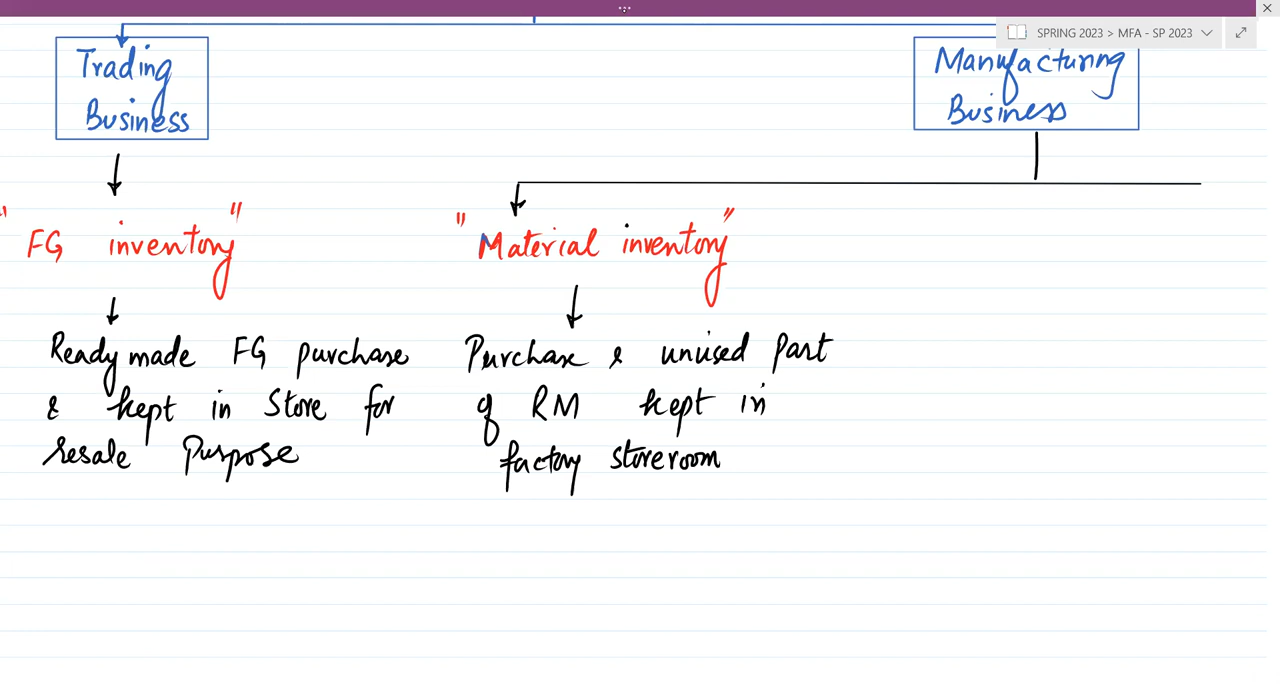 SPRING 2023 > MFA - SP 2023
Trading
Business
Manufacturing
Business
" FG inventory "
" Material inventory "
Ready made FG purchase
& kept in Store for
resale Purpose
Purchase & unused part
of RM kept in
factory storeroom